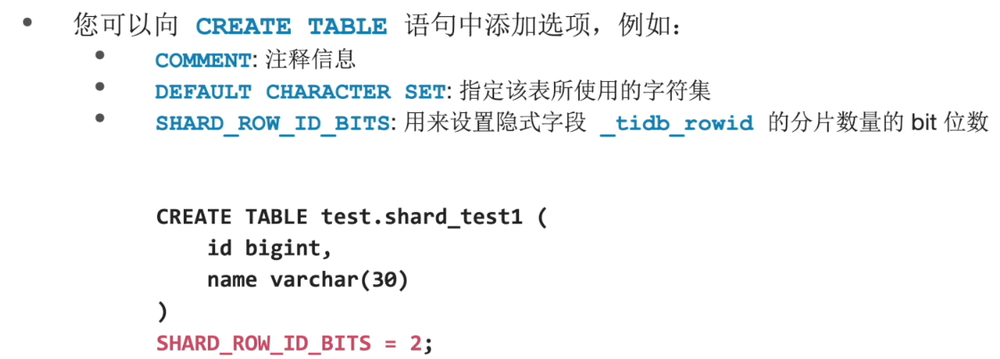 • 您可以向 CREATE TABLE 语句中添加选项，例如：
• COMMENT: 注释信息
• DEFAULT CHARACTER SET: 指定该表所使用的字符集
• SHARD_ROW_ID_BITS: 用来设置隐式字段 _tidb_rowid 的分片数量的 bit 位数
CREATE TABLE test.shard_test1 (
    id bigint,
    name varchar(30)
)
SHARD_ROW_ID_BITS = 2;